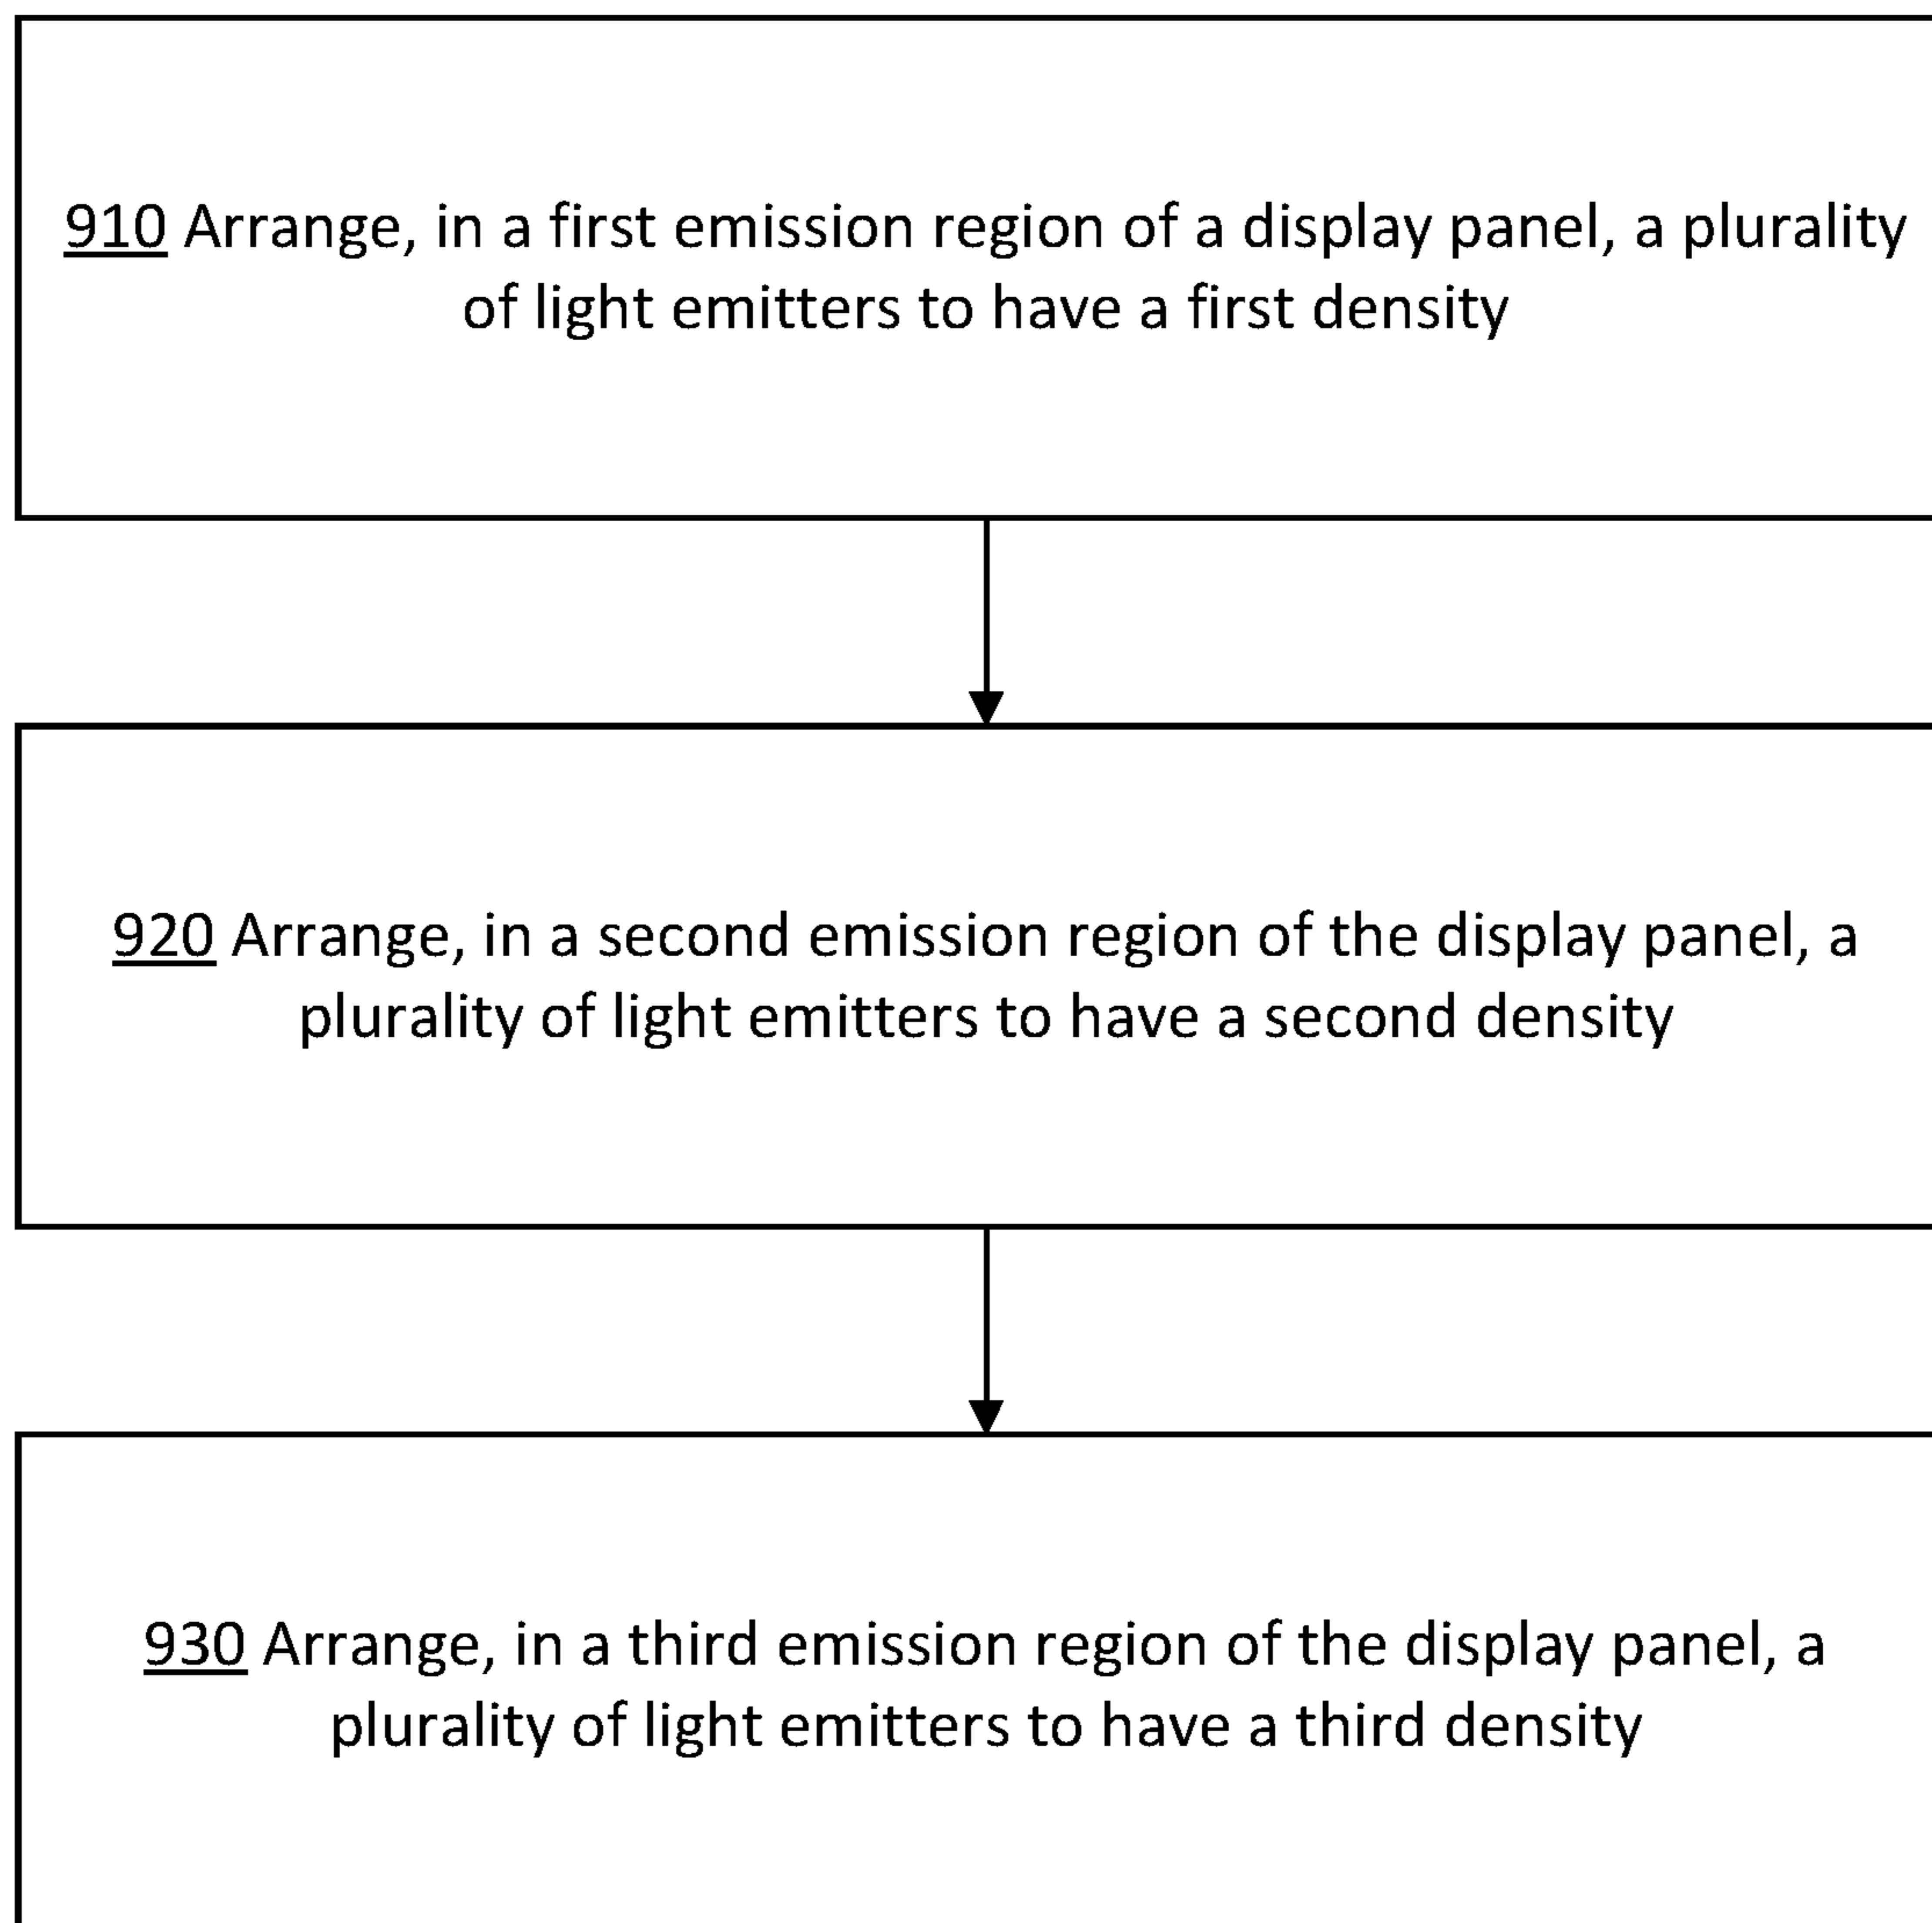 910 Arrange, in a first emission region of a display panel, a plurality
of light emitters to have a first density
920 Arrange, in a second emission region of the display panel, a
plurality of light emitters to have a second density
930 Arrange, in a third emission region of the display panel, a
plurality of light emitters to have a third density